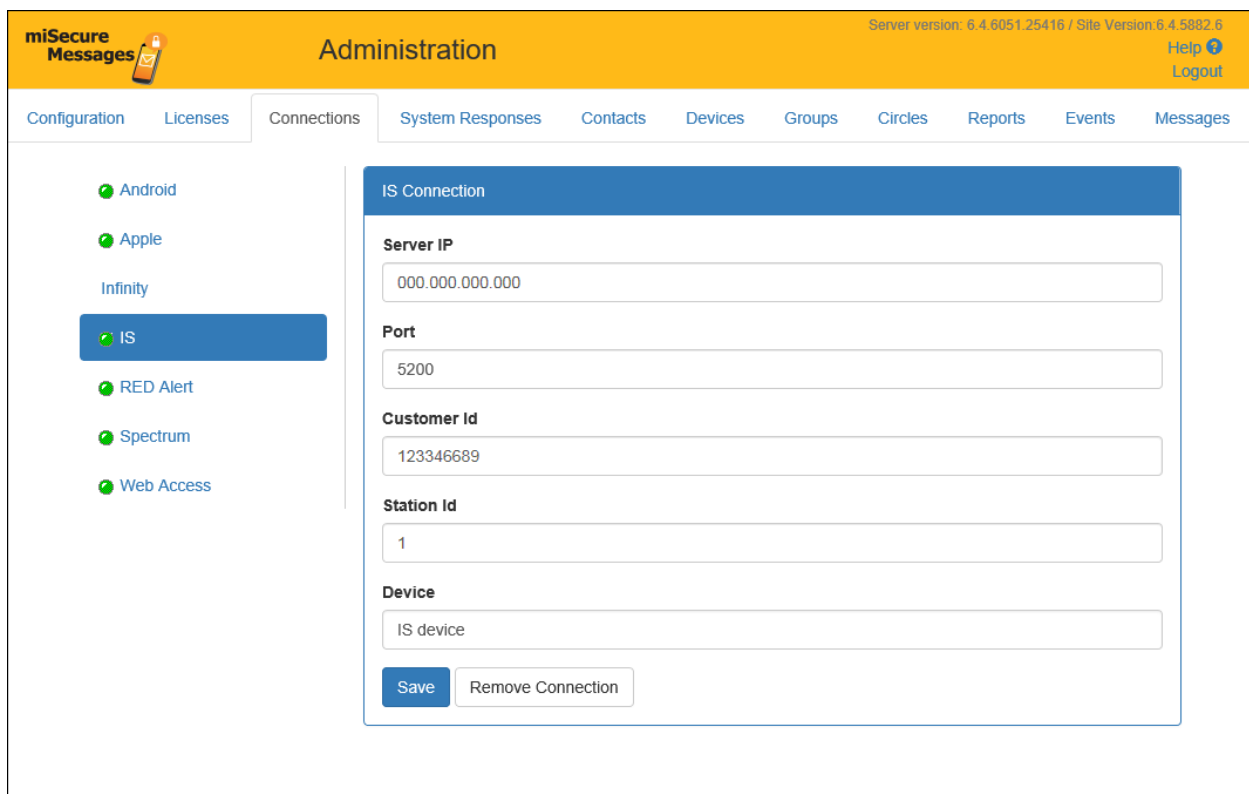 miSecure
Messages
Administration
Server version: 6.4.6051.25416 / Site Version:6.4.5882.6
Help ?
Logout
Configuration Licenses Connections System Responses Contacts Devices Groups Circles Reports Events Messages
Android
Apple
Infinity
IS
RED Alert
Spectrum
Web Access
IS Connection
Server IP
000.000.000.000
Port
5200
Customer Id
123346689
Station Id
1
Device
IS device
Save Remove Connection